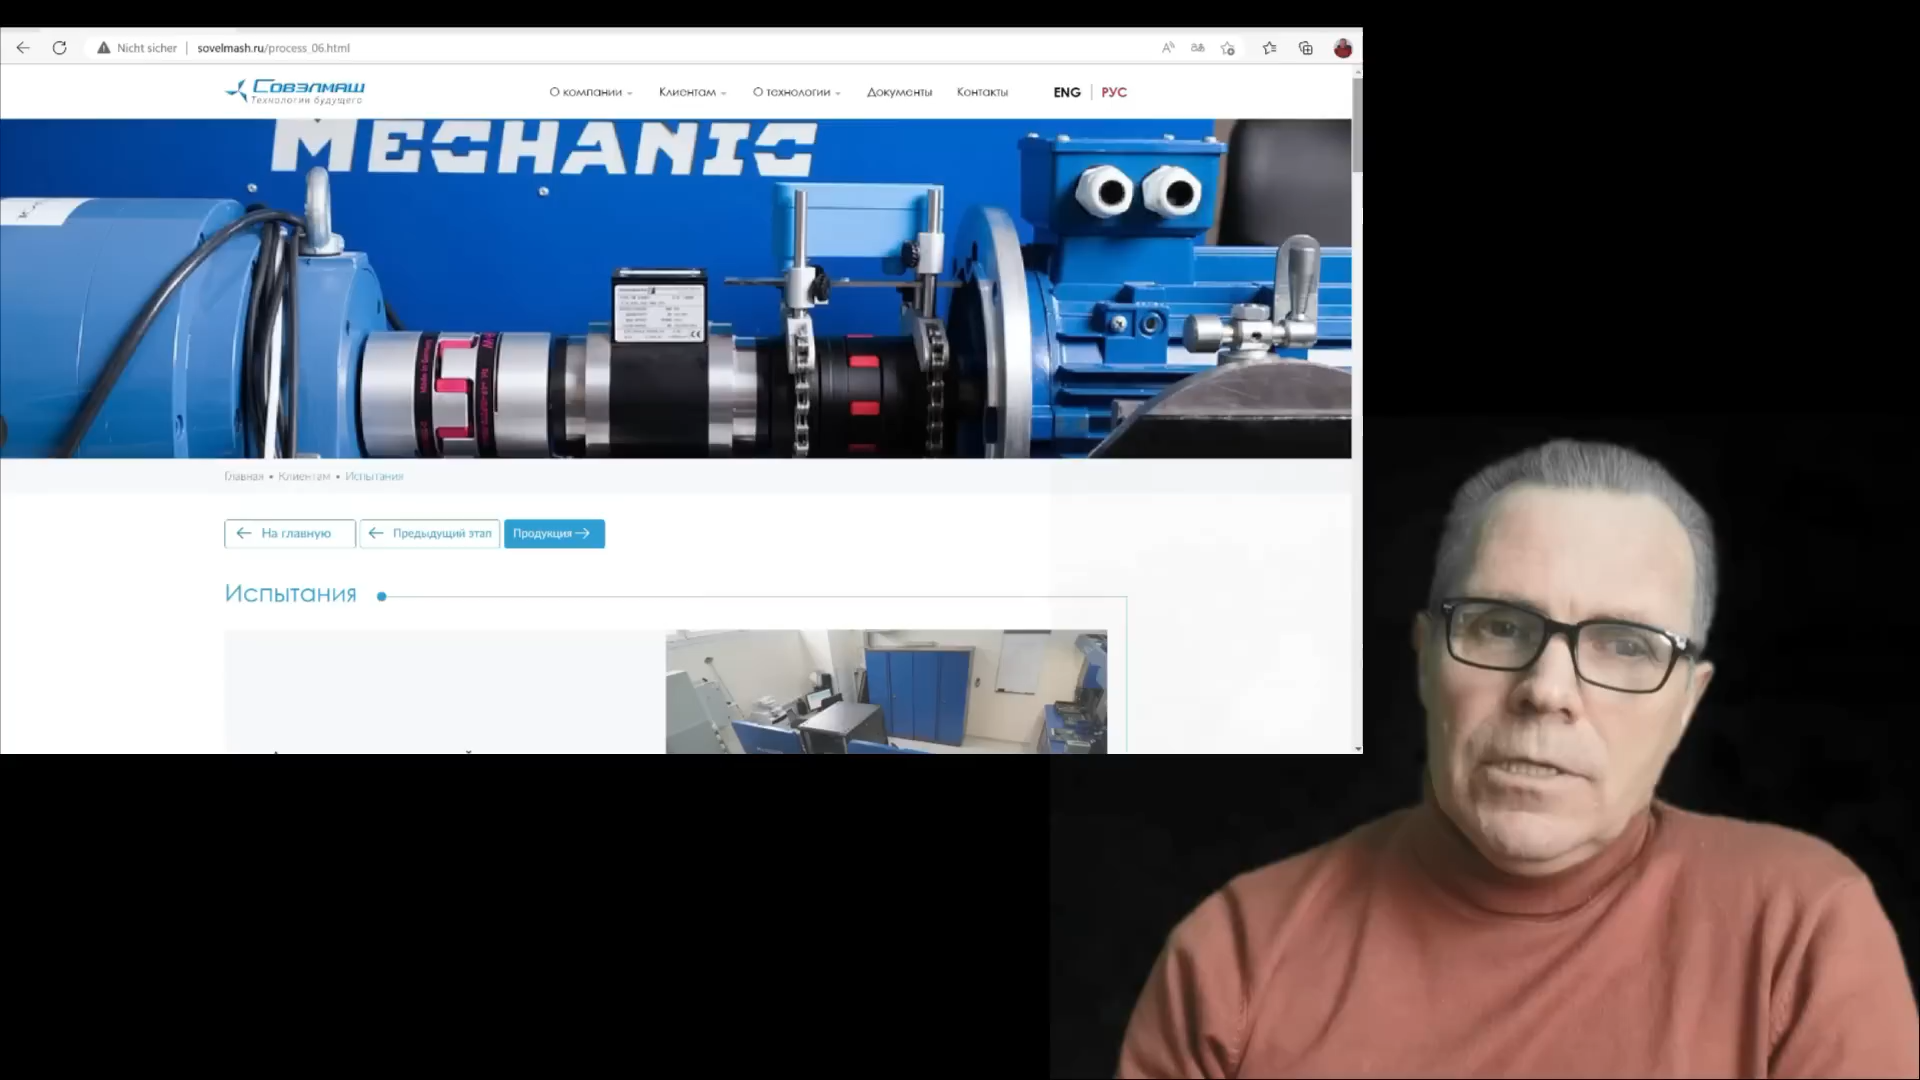 Nicht sicher | sovelmash.ru/process_06.html
Совэлмаш
Технологии будущего
О компании
Клиентам
О технологии
Документы
Контакты
ENG | РУС
MECHANIC
Главная • Клиентам • Испытания
← На главную
← Предыдущий этап
Продукция →
Испытания